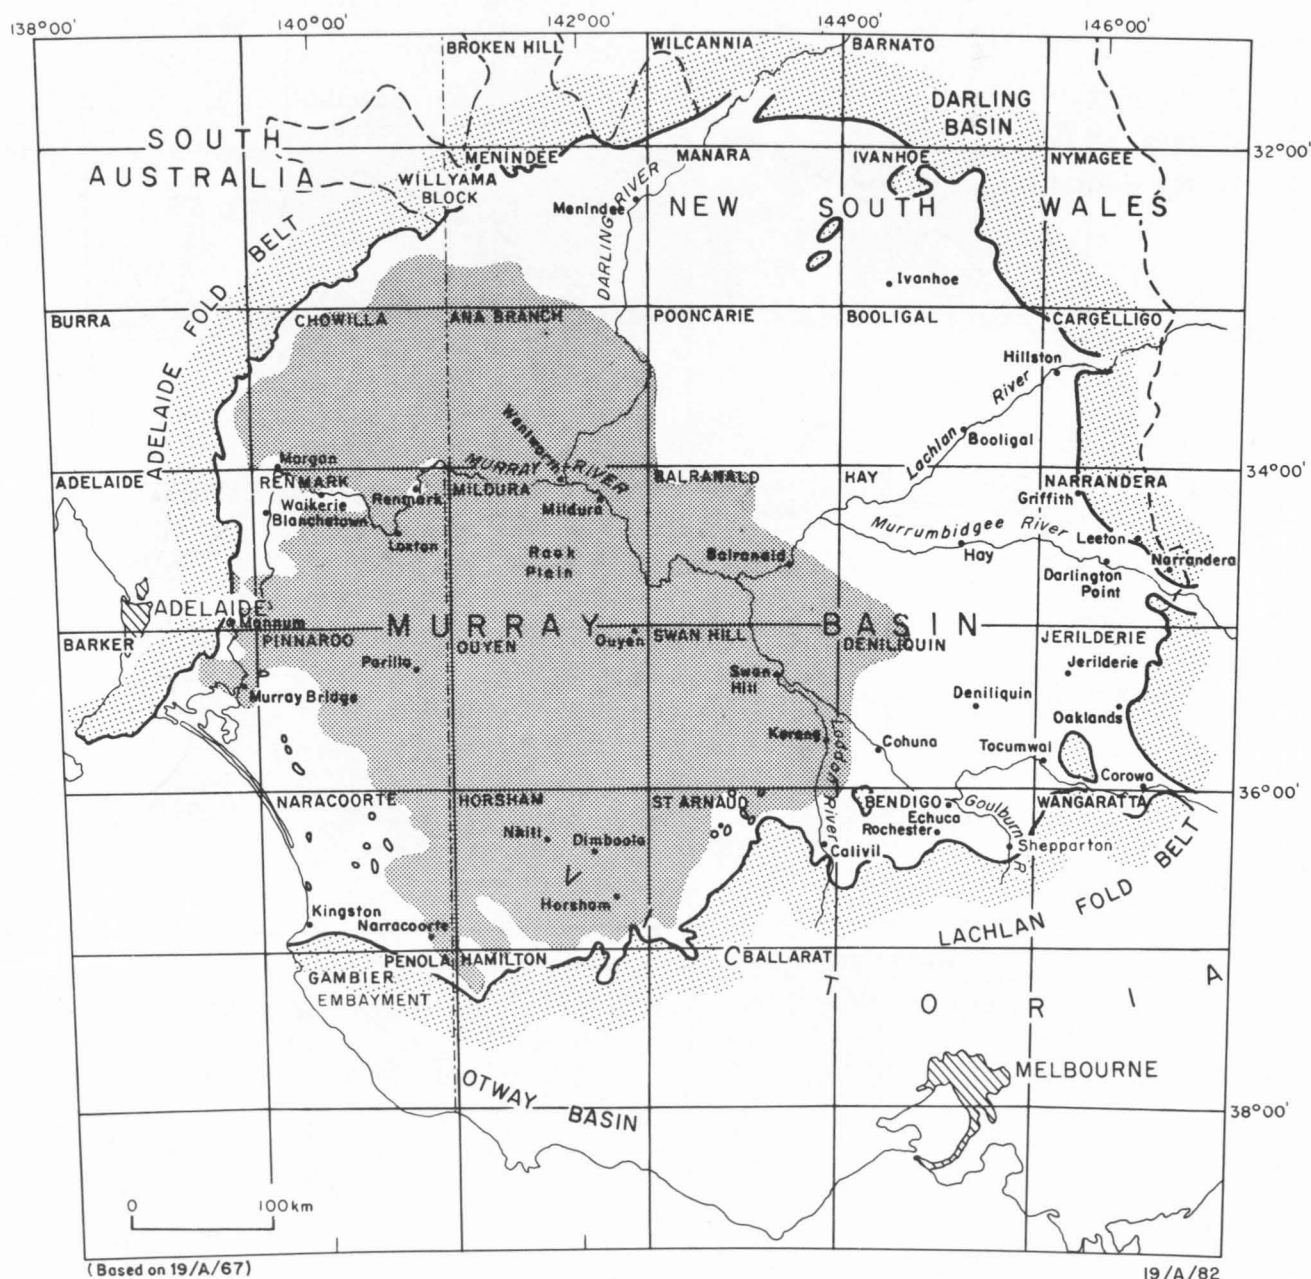 138°00'
140°00'
142°00'
144°00'
146°00'
BROKEN HILL
WILCANNIA
BARNATO
DARLING
BASIN
SOUTH
AUSTRALIA
MENINDEE
MANARA
IVANHOE
NYMAGEE
32°00'
WILLYAMA
BLOCK
Menindee
DARLING RIVER
NEW SOUTH WALES
Ivanhoe
ADELAIDE FOLD BELT
BURRA
CHOWILLA
ANA BRANCH
POONCARIE
BOOLIGAL
CARGELLIGO
Hillston
Lachlan River
Booligal
Wentworth
Morgan
MURRAY RIVER
34°00'
ADELAIDE
RENMARK
Renmark
MILDURA
BALRANALD
HAY
NARRANDERA
Waikerie
Griffith
Blanchetown
Mildura
Murrumbidgee River
Leeton
Loxton
Balranald
Hay
Narrandera
Darlington
Point
ADELAIDE
Mannum
MURRAY BASIN
BARKER
PINNAROO
OUYEN
Ouyen
SWAN HILL
DENILIQUIN
JERILDERIE
Parilla
Swan
Hill
Jerilderie
Murray Bridge
Deniliquin
Oaklands
Kerang
Loddon River
Cohuna
Tocumwal
Corowa
36°00'
NARACOORTE
HORSHAM
ST ARNAUD
BENDIGO
WANGARATTA
Echuca
Goulburn R
Nhill
Dimboola
Rochester
Calivil
Shepparton
V
Horsham
Kingston
Narracoorte
LACHLAN FOLD BELT
PENOLA
HAMILTON
C
BALLARAT
GAMBIER
EMBAYMENT
T O R I A
MELBOURNE
OTWAY BASIN
38°00'
0 100 km
(Based on 19/A/67)
19/A/82